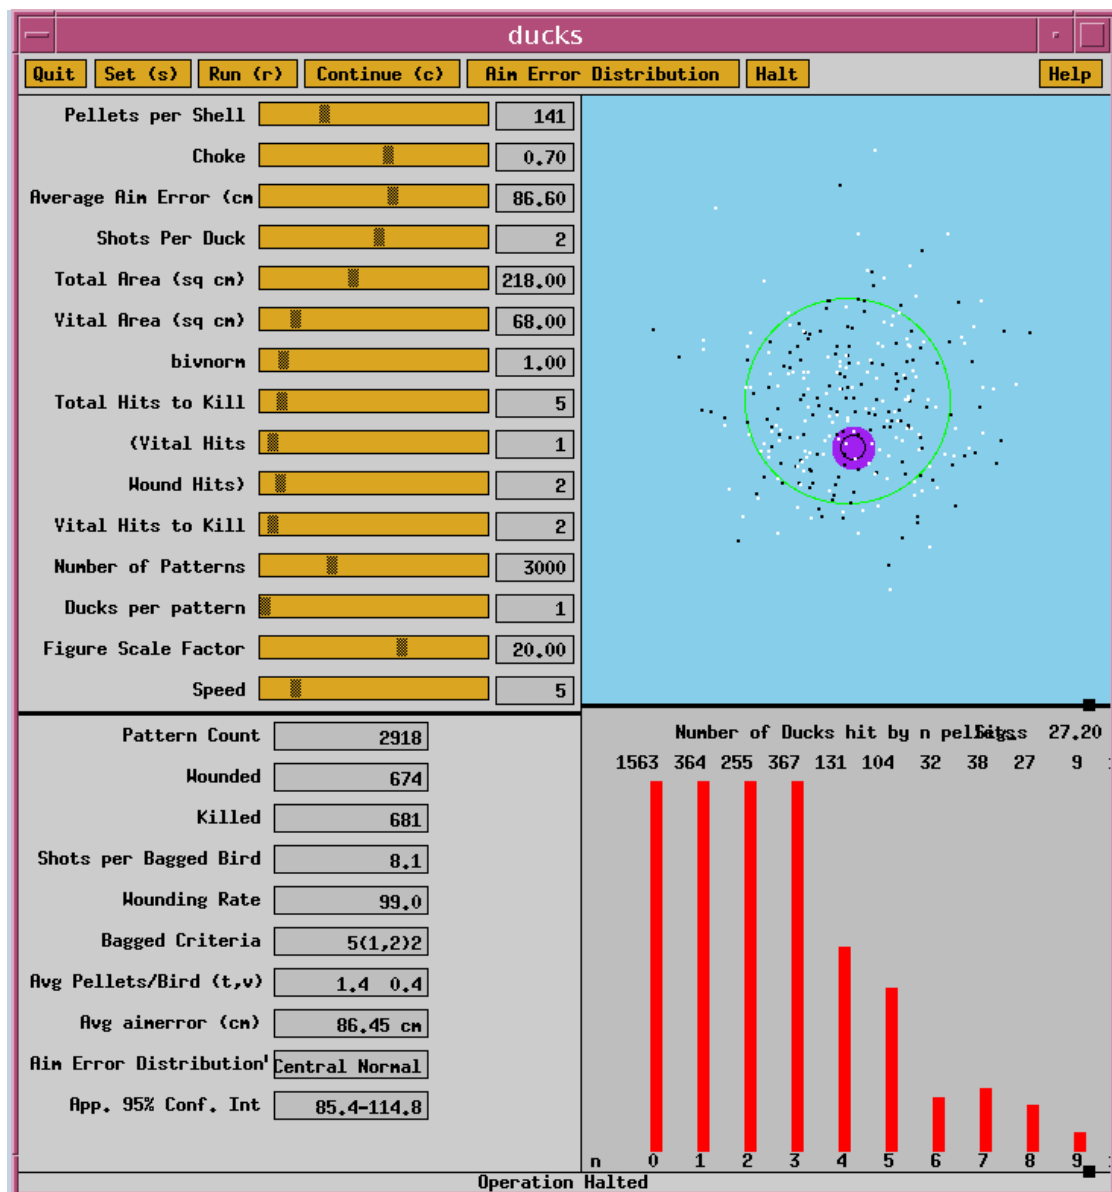 ducks
Quit Set (s) Run (r) Continue (c) Aim Error Distribution Halt Help
Pellets per Shell 141
Choke 0.70
Average Aim Error (cm 86.60
Shots Per Duck 2
Total Area (sq cm) 218.00
Vital Area (sq cm) 68.00
bivnorm 1.00
Total Hits to Kill 5
(Vital Hits 1
Wound Hits) 2
Vital Hits to Kill 2
Number of Patterns 3000
Ducks per pattern 1
Figure Scale Factor 20.00
Speed 5
Pattern Count 2918
Wounded 674
Killed 681
Shots per Bagged Bird 8.1
Wounding Rate 99.0
Bagged Criteria 5(1,2)2
Avg Pellets/Bird (t,v) 1.4 0.4
Avg aimerror (cm) 86.45 cm
Aim Error Distribution' Central Normal
App. 95% Conf. Int 85.4-114.8
Number of Ducks hit by n 27.20
1563 364 255 367 131 104 32 38 27 9
n 0 1 2 3 4 5 6 7 8 9
Operation Halted